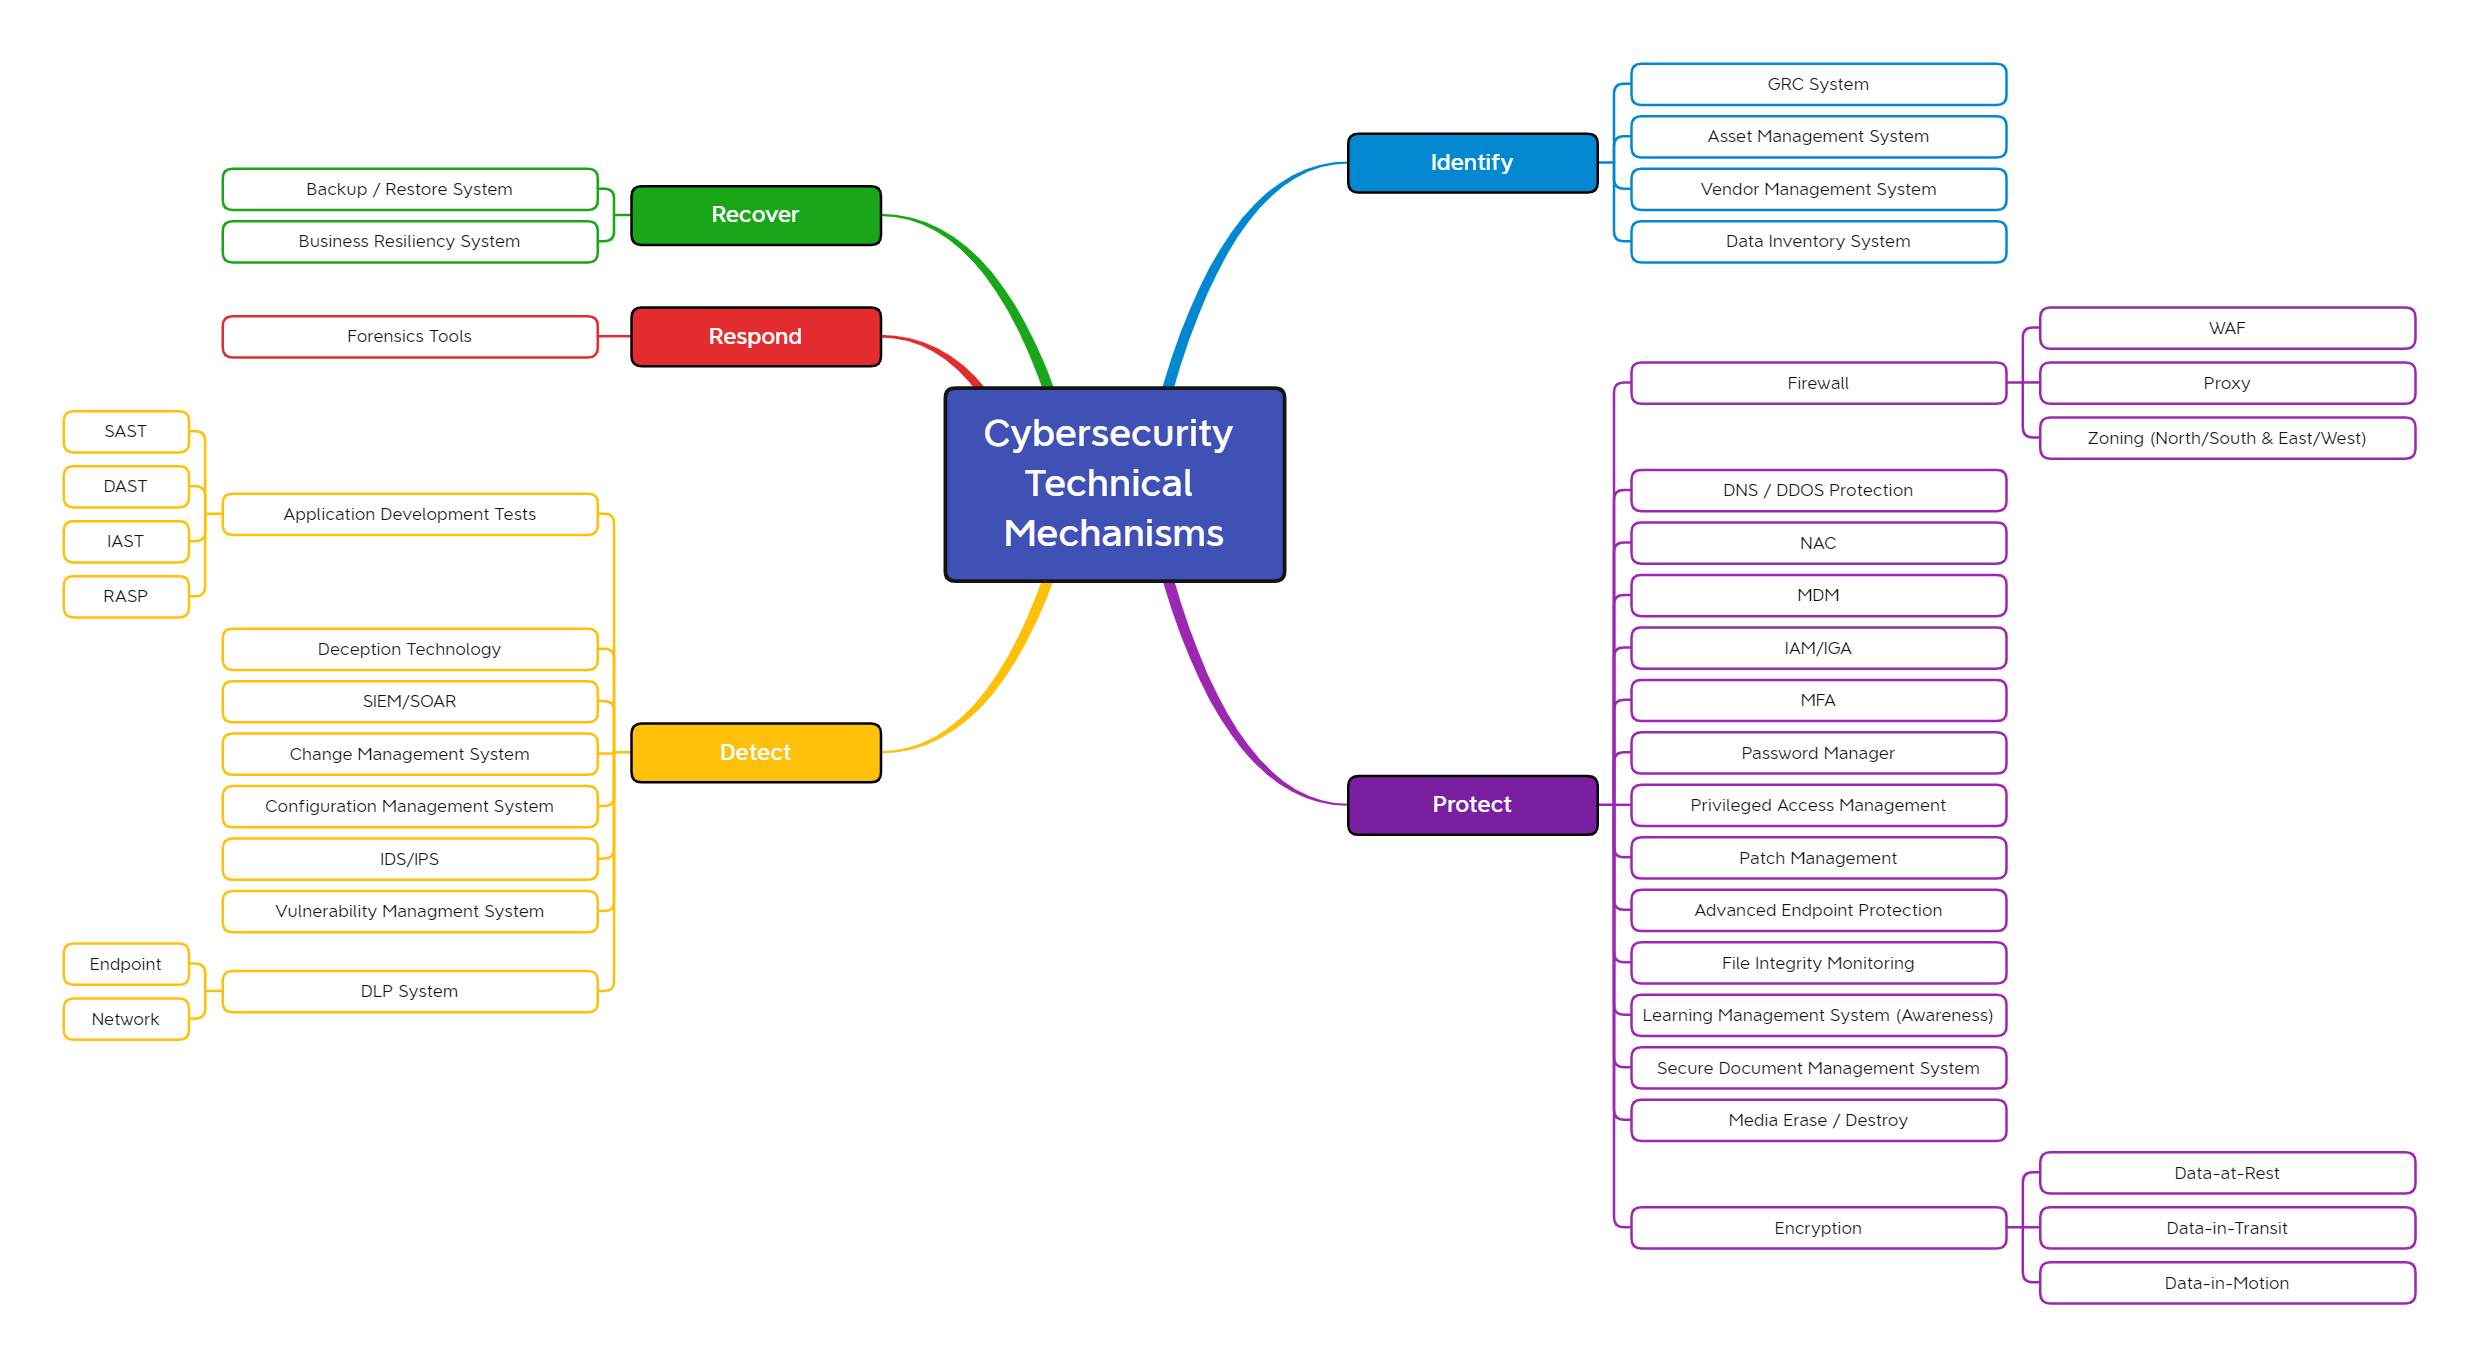 Cybersecurity
Technical
Mechanisms
Identify
GRC System
Asset Management System
Vendor Management System
Data Inventory System
Protect
Firewall
WAF
Proxy
Zoning (North/South & East/West)
DNS / DDOS Protection
NAC
MDM
IAM/IGA
MFA
Password Manager
Privileged Access Management
Patch Management
Advanced Endpoint Protection
File Integrity Monitoring
Learning Management System (Awareness)
Secure Document Management System
Media Erase / Destroy
Encryption
Data-at-Rest
Data-in-Transit
Data-in-Motion
Recover
Backup / Restore System
Business Resiliency System
Respond
Forensics Tools
Detect
Application Development Tests
SAST
DAST
IAST
RASP
Deception Technology
SIEM/SOAR
Change Management System
Configuration Management System
IDS/IPS
Vulnerability Managment System
DLP System
Endpoint
Network